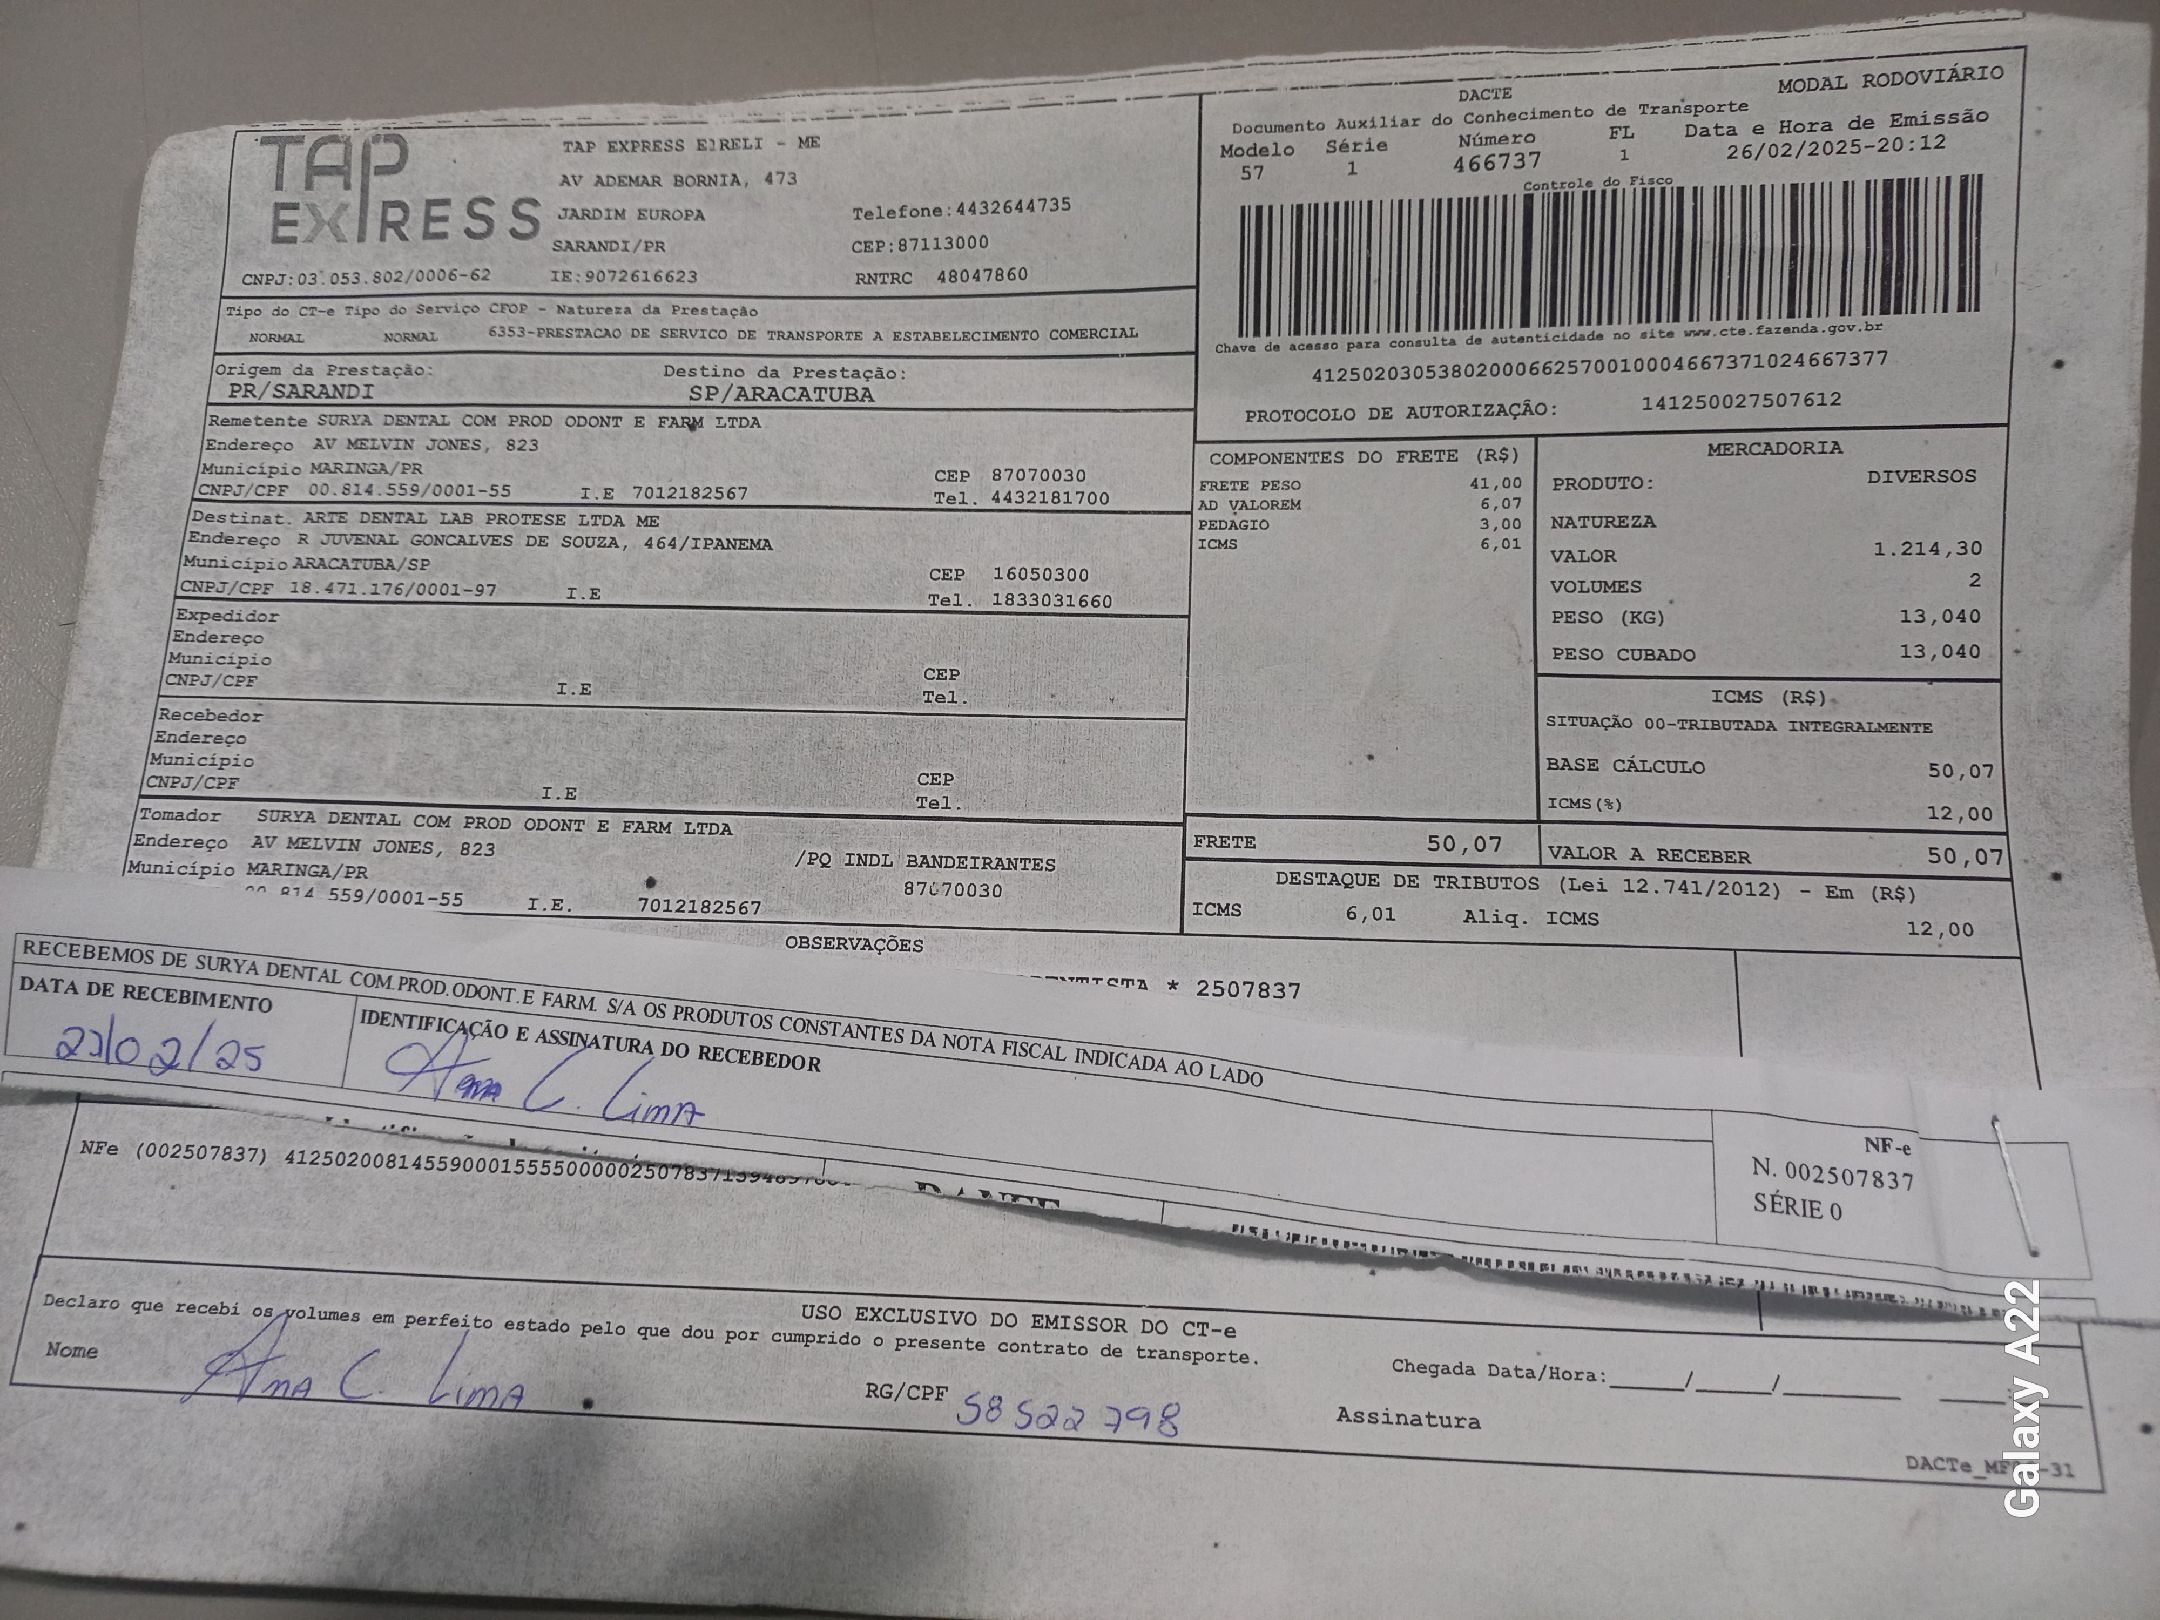 TAP EXPRESS
TAP EXPRESS EIRELI - ME
AV ADEMAR BORNIA, 473
JARDIM EUROPA Telefone:4432644735
SARANDI/PR CEP:87113000
CNPJ:03.053.802/0006-62 IE:9072616623 RNTRC 48047860
DACTE MODAL RODOVIÁRIO
Documento Auxiliar do Conhecimento de Transporte
Modelo Série Número FL Data e Hora de Emissão
57 1 466737 1 26/02/2025-20:12
Controle do Fisco
Chave de acesso para consulta de autenticidade no site www.cte.fazenda.gov.br
41250203053802000662570010004667371024667377
PROTOCOLO DE AUTORIZAÇÃO: 141250027507612
Tipo do CT-e Tipo do Serviço CFOP - Natureza da Prestação
NORMAL NORMAL 6353-PRESTACAO DE SERVICO DE TRANSPORTE A ESTABELECIMENTO COMERCIAL
Origem da Prestação: Destino da Prestação:
PR/SARANDI SP/ARACATUBA
Remetente SURYA DENTAL COM PROD ODONT E FARM LTDA
Endereço AV MELVIN JONES, 823
Município MARINGA/PR CEP 87070030
CNPJ/CPF 00.814.559/0001-55 I.E 7012182567 Tel. 4432181700
Destinat. ARTE DENTAL LAB PROTESE LTDA ME
Endereço R JUVENAL GONCALVES DE SOUZA, 464/IPANEMA
Município ARACATUBA/SP CEP 16050300
CNPJ/CPF 18.471.176/0001-97 I.E Tel. 1833031660
Expedidor
Endereço
Município CEP
CNPJ/CPF I.E Tel.
Recebedor
Endereço
Município CEP
CNPJ/CPF I.E Tel.
Tomador SURYA DENTAL COM PROD ODONT E FARM LTDA
Endereço AV MELVIN JONES, 823 /PQ INDL BANDEIRANTES
Município MARINGA/PR 87070030
00.814.559/0001-55 I.E. 7012182567
COMPONENTES DO FRETE (R$)
FRETE PESO 41,00
AD VALOREM 6,07
PEDAGIO 3,00
ICMS 6,01
MERCADORIA
PRODUTO: DIVERSOS
NATUREZA
VALOR 1.214,30
VOLUMES 2
PESO (KG) 13,040
PESO CUBADO 13,040
ICMS (R$)
SITUAÇÃO 00-TRIBUTADA INTEGRALMENTE
BASE CÁLCULO 50,07
ICMS(%) 12,00
FRETE 50,07 VALOR A RECEBER 50,07
DESTAQUE DE TRIBUTOS (Lei 12.741/2012) - Em (R$)
ICMS 6,01 Aliq. ICMS 12,00
OBSERVAÇÕES
* 2507837
RECEBEMOS DE SURYA DENTAL COM.PROD.ODONT.E FARM. S/A OS PRODUTOS CONSTANTES DA NOTA FISCAL INDICADA AO LADO
DATA DE RECEBIMENTO IDENTIFICAÇÃO E ASSINATURA DO RECEBEDOR
27/02/25 Ana C. Lima
NF-e
N. 002507837
SÉRIE 0
NFe (002507837)
USO EXCLUSIVO DO EMISSOR DO CT-e
Declaro que recebi os volumes em perfeito estado pelo que dou por cumprido o presente contrato de transporte.
Nome Ana C. Lima RG/CPF 58522798 Chegada Data/Hora:_____/_____/________
Assinatura
Galaxy A22